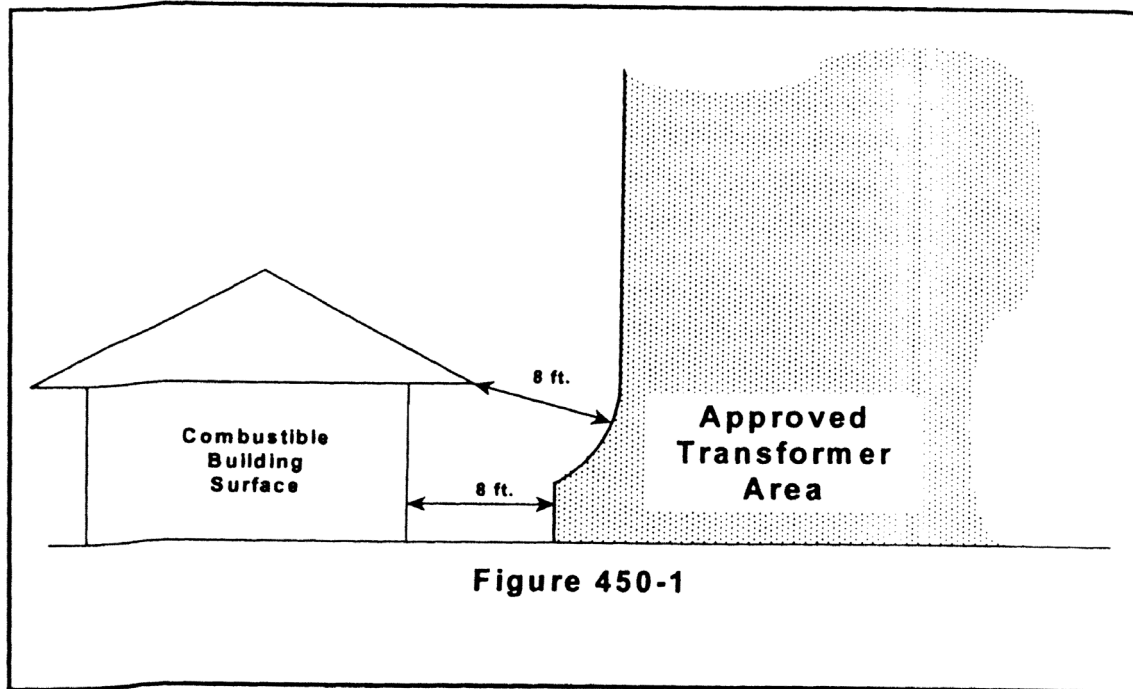 8 ft.
Combustible
Building
Surface
8 ft.
Approved
Transformer
Area
Figure 450-1